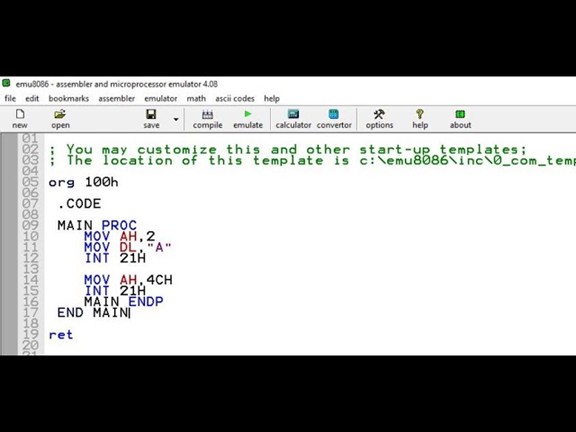 emu8086 - assembler and microprocessor emulator 4.08
file edit bookmarks assembler emulator math ascii codes help
new open save compile emulate calculator convertor options help about
01
02 ; You may customize this and other start-up templates;
03 ; The location of this template is c:\emu8086\inc\0_com_temp
04
05 org 100h
06
07 .CODE
08
09 MAIN PROC
10 MOV AH,2
11 MOV DL,"A"
12 INT 21H
13
14 MOV AH,4CH
15 INT 21H
16 MAIN ENDP
17 END MAIN
18
19 ret
20
21